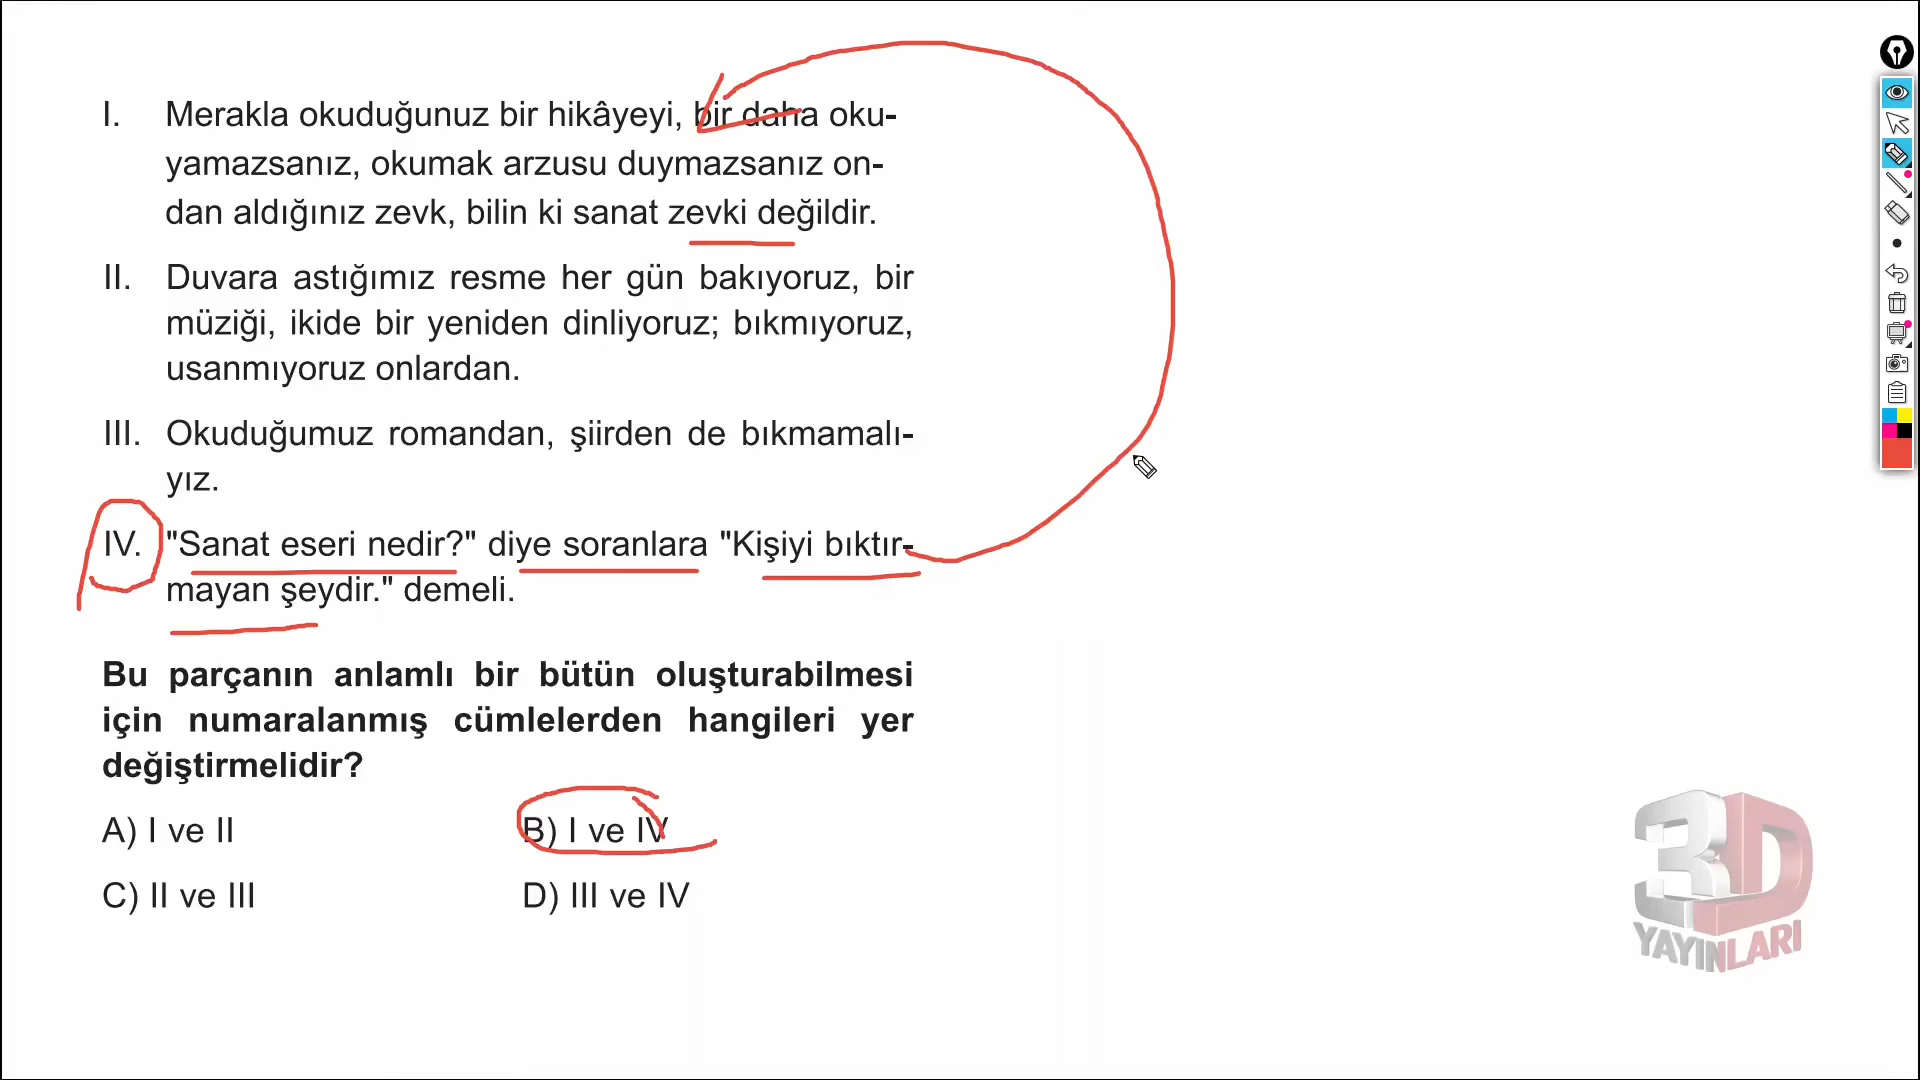 I. Merakla okuduğunuz bir hikâyeyi, bir daha oku-
yamazsanız, okumak arzusu duymazsanız on-
dan aldığınız zevk, bilin ki sanat zevki değildir.
II. Duvara astığımız resme her gün bakıyoruz, bir
müziği, ikide bir yeniden dinliyoruz; bıkmıyoruz,
usanmıyoruz onlardan.
III. Okuduğumuz romandan, şiirden de bıkmamalı-
yız.
IV. "Sanat eseri nedir?" diye soranlara "Kişiyi bıktır-
mayan şeydir." demeli.
Bu parçanın anlamlı bir bütün oluşturabilmesi
için numaralanmış cümlelerden hangileri yer
değiştirmelidir?
A) I ve II B) I ve IV
C) II ve III D) III ve IV
3D
YAYINLARI